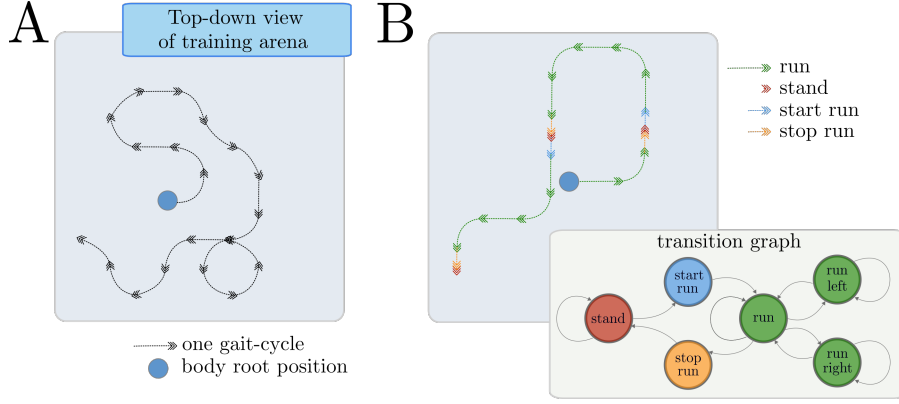 A
Top-down view
of training arena
one gait-cycle
body root position
B
run
stand
start run
stop run
transition graph
stand
start
run
stop
run
run
run
left
run
right